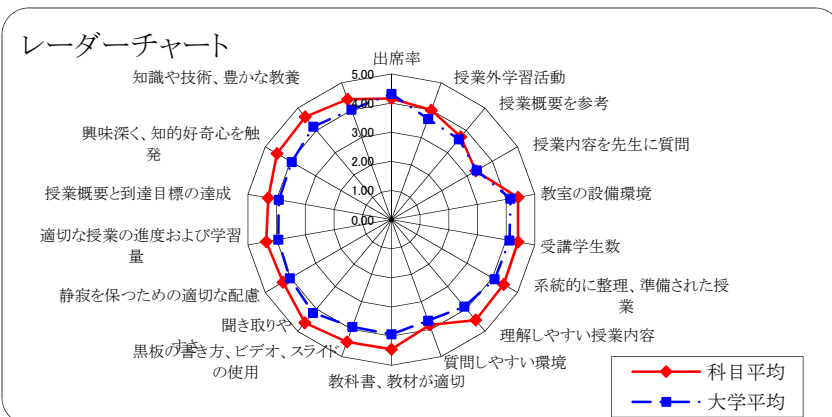 レーダーチャート
出席率
授業外学習活動
授業概要を参考
授業内容を先生に質問
教室の設備環境
受講学生数
系統的に整理、準備された授
業
理解しやすい授業内容
質問しやすい環境
教科書、教材が適切
黒板の書き方、ビデオ、スライド
の使用
聞き取りや
すさ
静寂を保つための適切な配慮
適切な授業の進度および学習
量
授業概要と到達目標の達成
興味深く、知的好奇心を触
発
知識や技術、豊かな教養
5.00
4.00
3.00
2.00
1.00
0.00
科目平均
大学平均